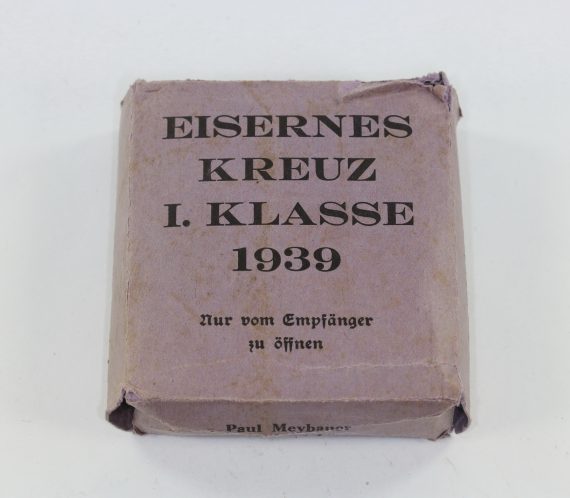 EISERNES
KREUZ
I. KLASSE
1939
Nur vom Empfänger
zu öffnen
Paul Meybauer